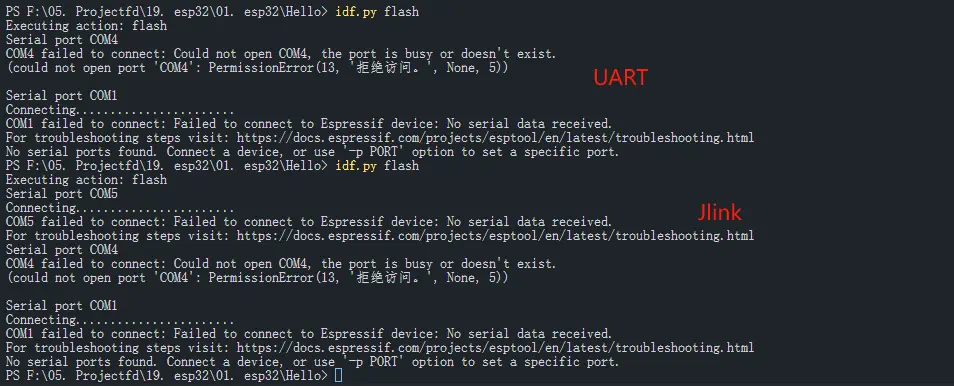 PS F:\05. Projectfd\19. esp32\01. esp32\Hello> idf.py flash
Executing action: flash
Serial port COM4
COM4 failed to connect: Could not open COM4, the port is busy or doesn't exist.
(could not open port 'COM4': PermissionError(13, '拒绝访问。', None, 5))
UART
Serial port COM1
Connecting.......................
COM1 failed to connect: Failed to connect to Espressif device: No serial data received.
For troubleshooting steps visit: https://docs.espressif.com/projects/esptool/en/latest/troubleshooting.html
No serial ports found. Connect a device, or use '-p PORT' option to set a specific port.
PS F:\05. Projectfd\19. esp32\01. esp32\Hello> idf.py flash
Executing action: flash
Serial port COM5
Connecting.......................
Jlink
COM5 failed to connect: Failed to connect to Espressif device: No serial data received.
For troubleshooting steps visit: https://docs.espressif.com/projects/esptool/en/latest/troubleshooting.html
Serial port COM4
COM4 failed to connect: Could not open COM4, the port is busy or doesn't exist.
(could not open port 'COM4': PermissionError(13, '拒绝访问。', None, 5))
Serial port COM1
Connecting.......................
COM1 failed to connect: Failed to connect to Espressif device: No serial data received.
For troubleshooting steps visit: https://docs.espressif.com/projects/esptool/en/latest/troubleshooting.html
No serial ports found. Connect a device, or use '-p PORT' option to set a specific port.
PS F:\05. Projectfd\19. esp32\01. esp32\Hello>